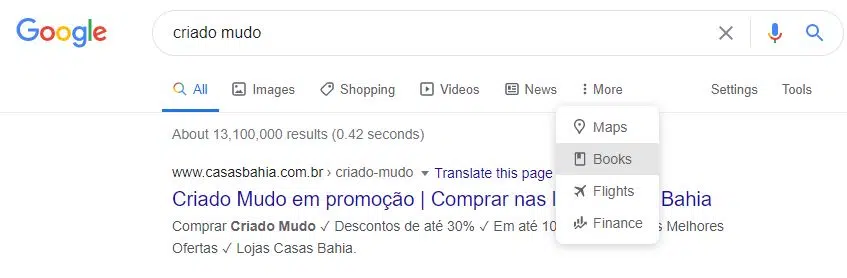 Google
criado mudo
All Images Shopping Videos News More Settings Tools
About 13,100,000 results (0.42 seconds)
Maps
Books
Flights
Finance
www.casasbahia.com.br › criado-mudo Translate this page
Criado Mudo em promoção | Comprar nas Bahia
Comprar Criado Mudo ✓ Descontos de até 30% ✓ Em até 10 Melhores
Ofertas ✓ Lojas Casas Bahia.